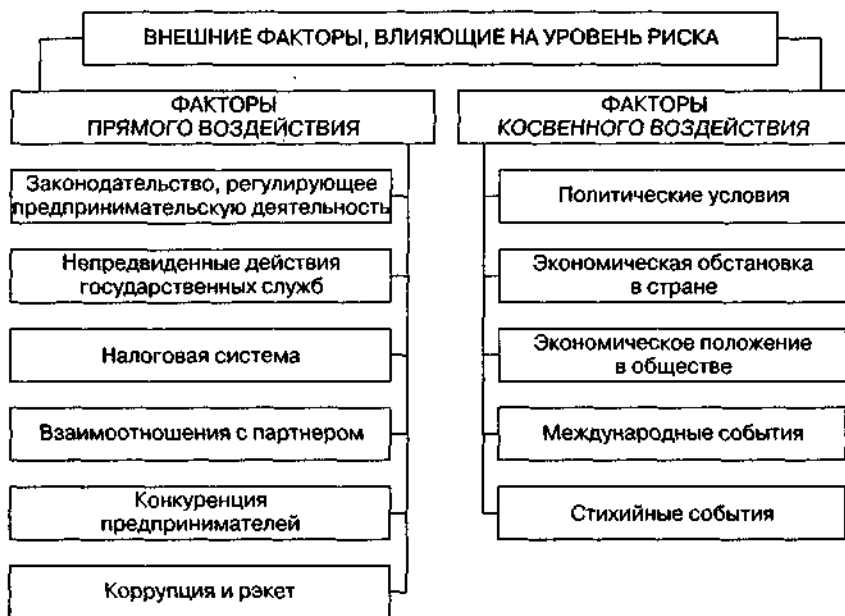 ВНЕШНИЕ ФАКТОРЫ, ВЛИЯЮЩИЕ НА УРОВЕНЬ РИСКА
ФАКТОРЫ
ПРЯМОГО ВОЗДЕЙСТВИЯ
Законодательство, регулирующее
предпринимательскую деятельность
Непредвиденные действия
государственных служб
Налоговая система
Взаимоотношения с партнером
Конкуренция
предпринимателей
Коррупция и рэкет
ФАКТОРЫ
КОСВЕННОГО ВОЗДЕЙСТВИЯ
Политические условия
Экономическая обстановка
в стране
Экономическое положение
в обществе
Международные события
Стихийные события